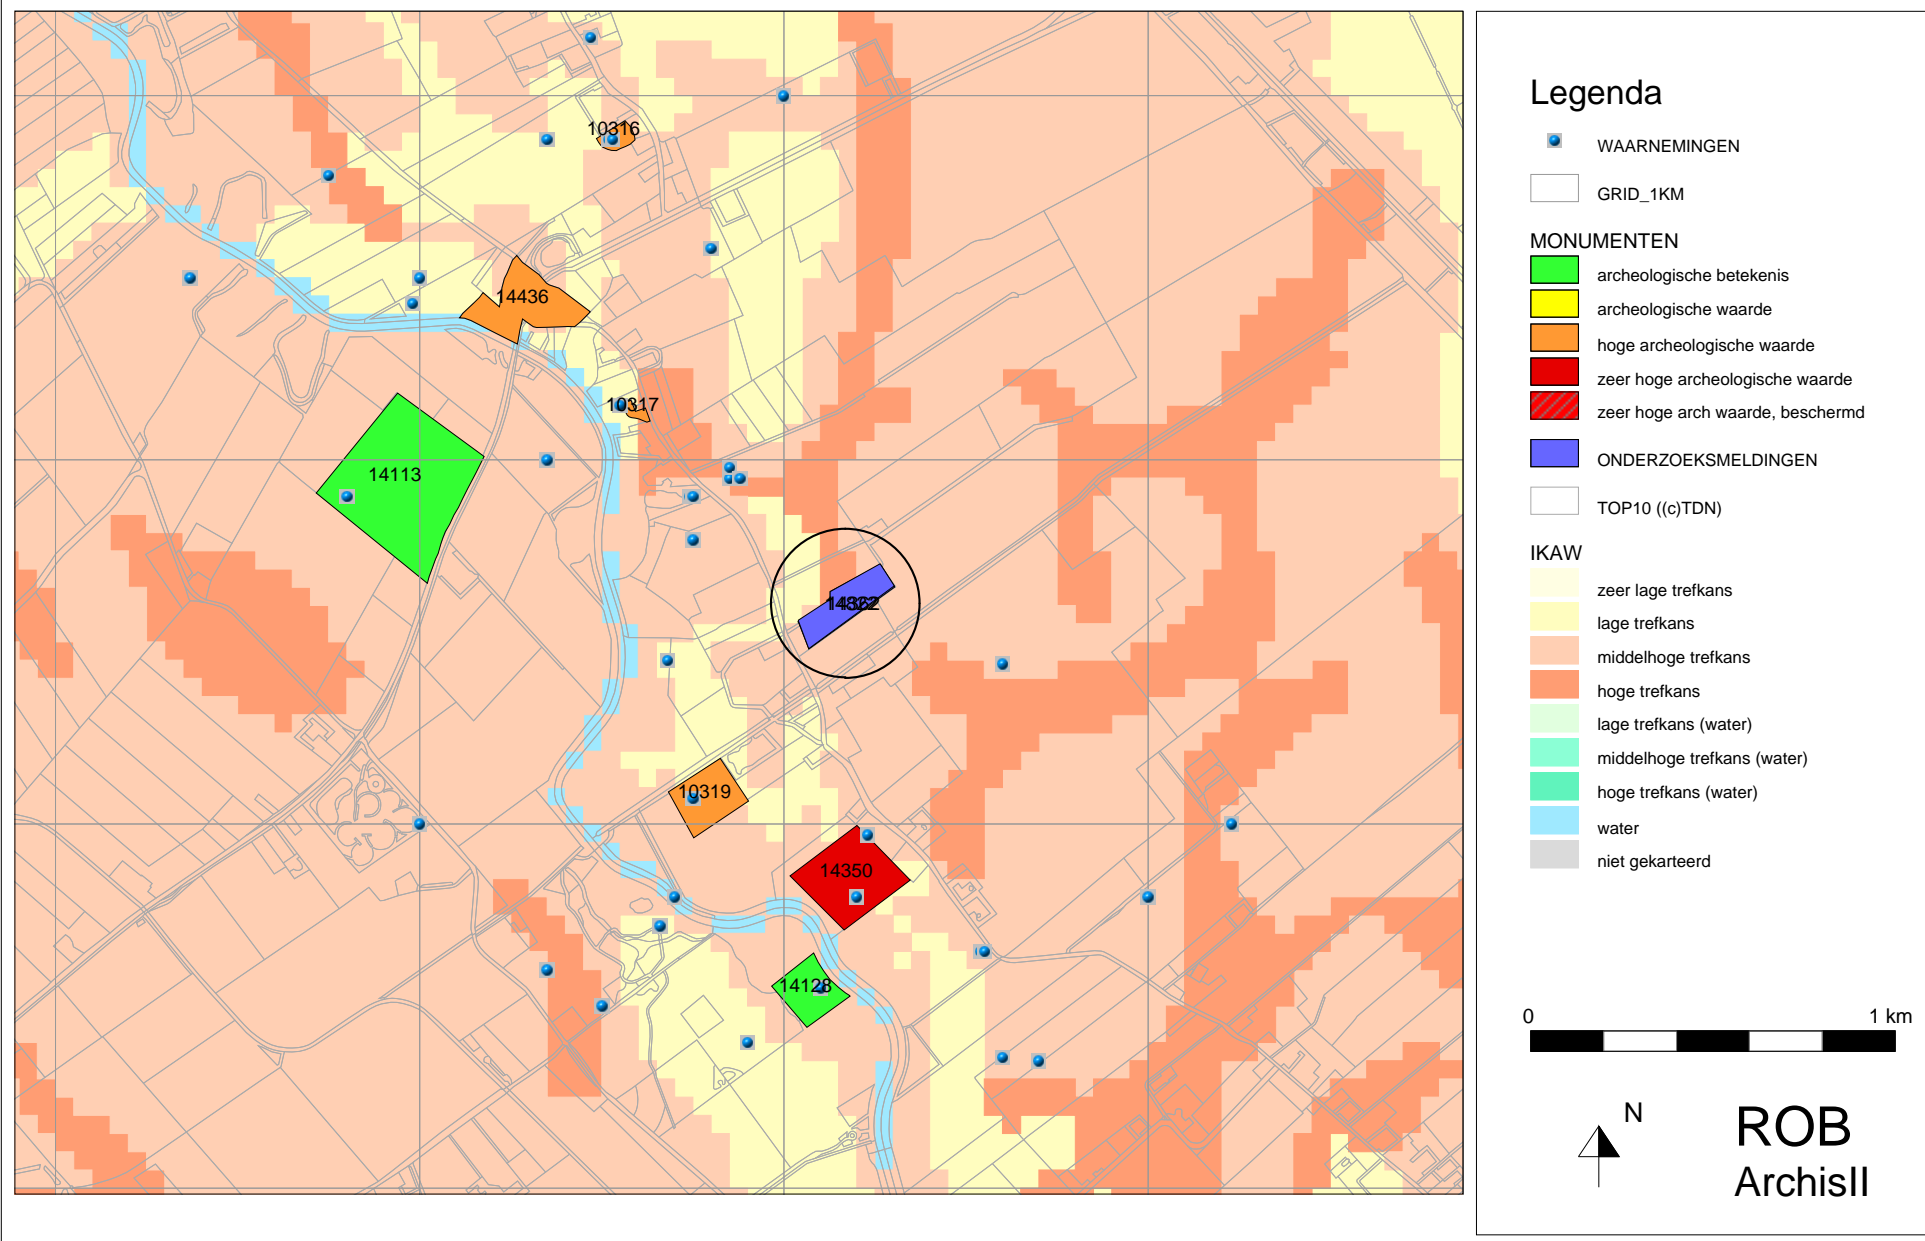 10316
14436
10317
14113
10319
14350
14128
Legenda
WAARNEMINGEN
GRID_1KM
MONUMENTEN
archeologische betekenis
archeologische waarde
hoge archeologische waarde
zeer hoge archeologische waarde
zeer hoge arch waarde, beschermd
ONDERZOEKSMELDINGEN
TOP10 ((c)TDN)
IKAW
zeer lage trefkans
lage trefkans
middelhoge trefkans
hoge trefkans
lage trefkans (water)
middelhoge trefkans (water)
hoge trefkans (water)
water
niet gekarteerd
0 1 km
N
ROB
ArchisII